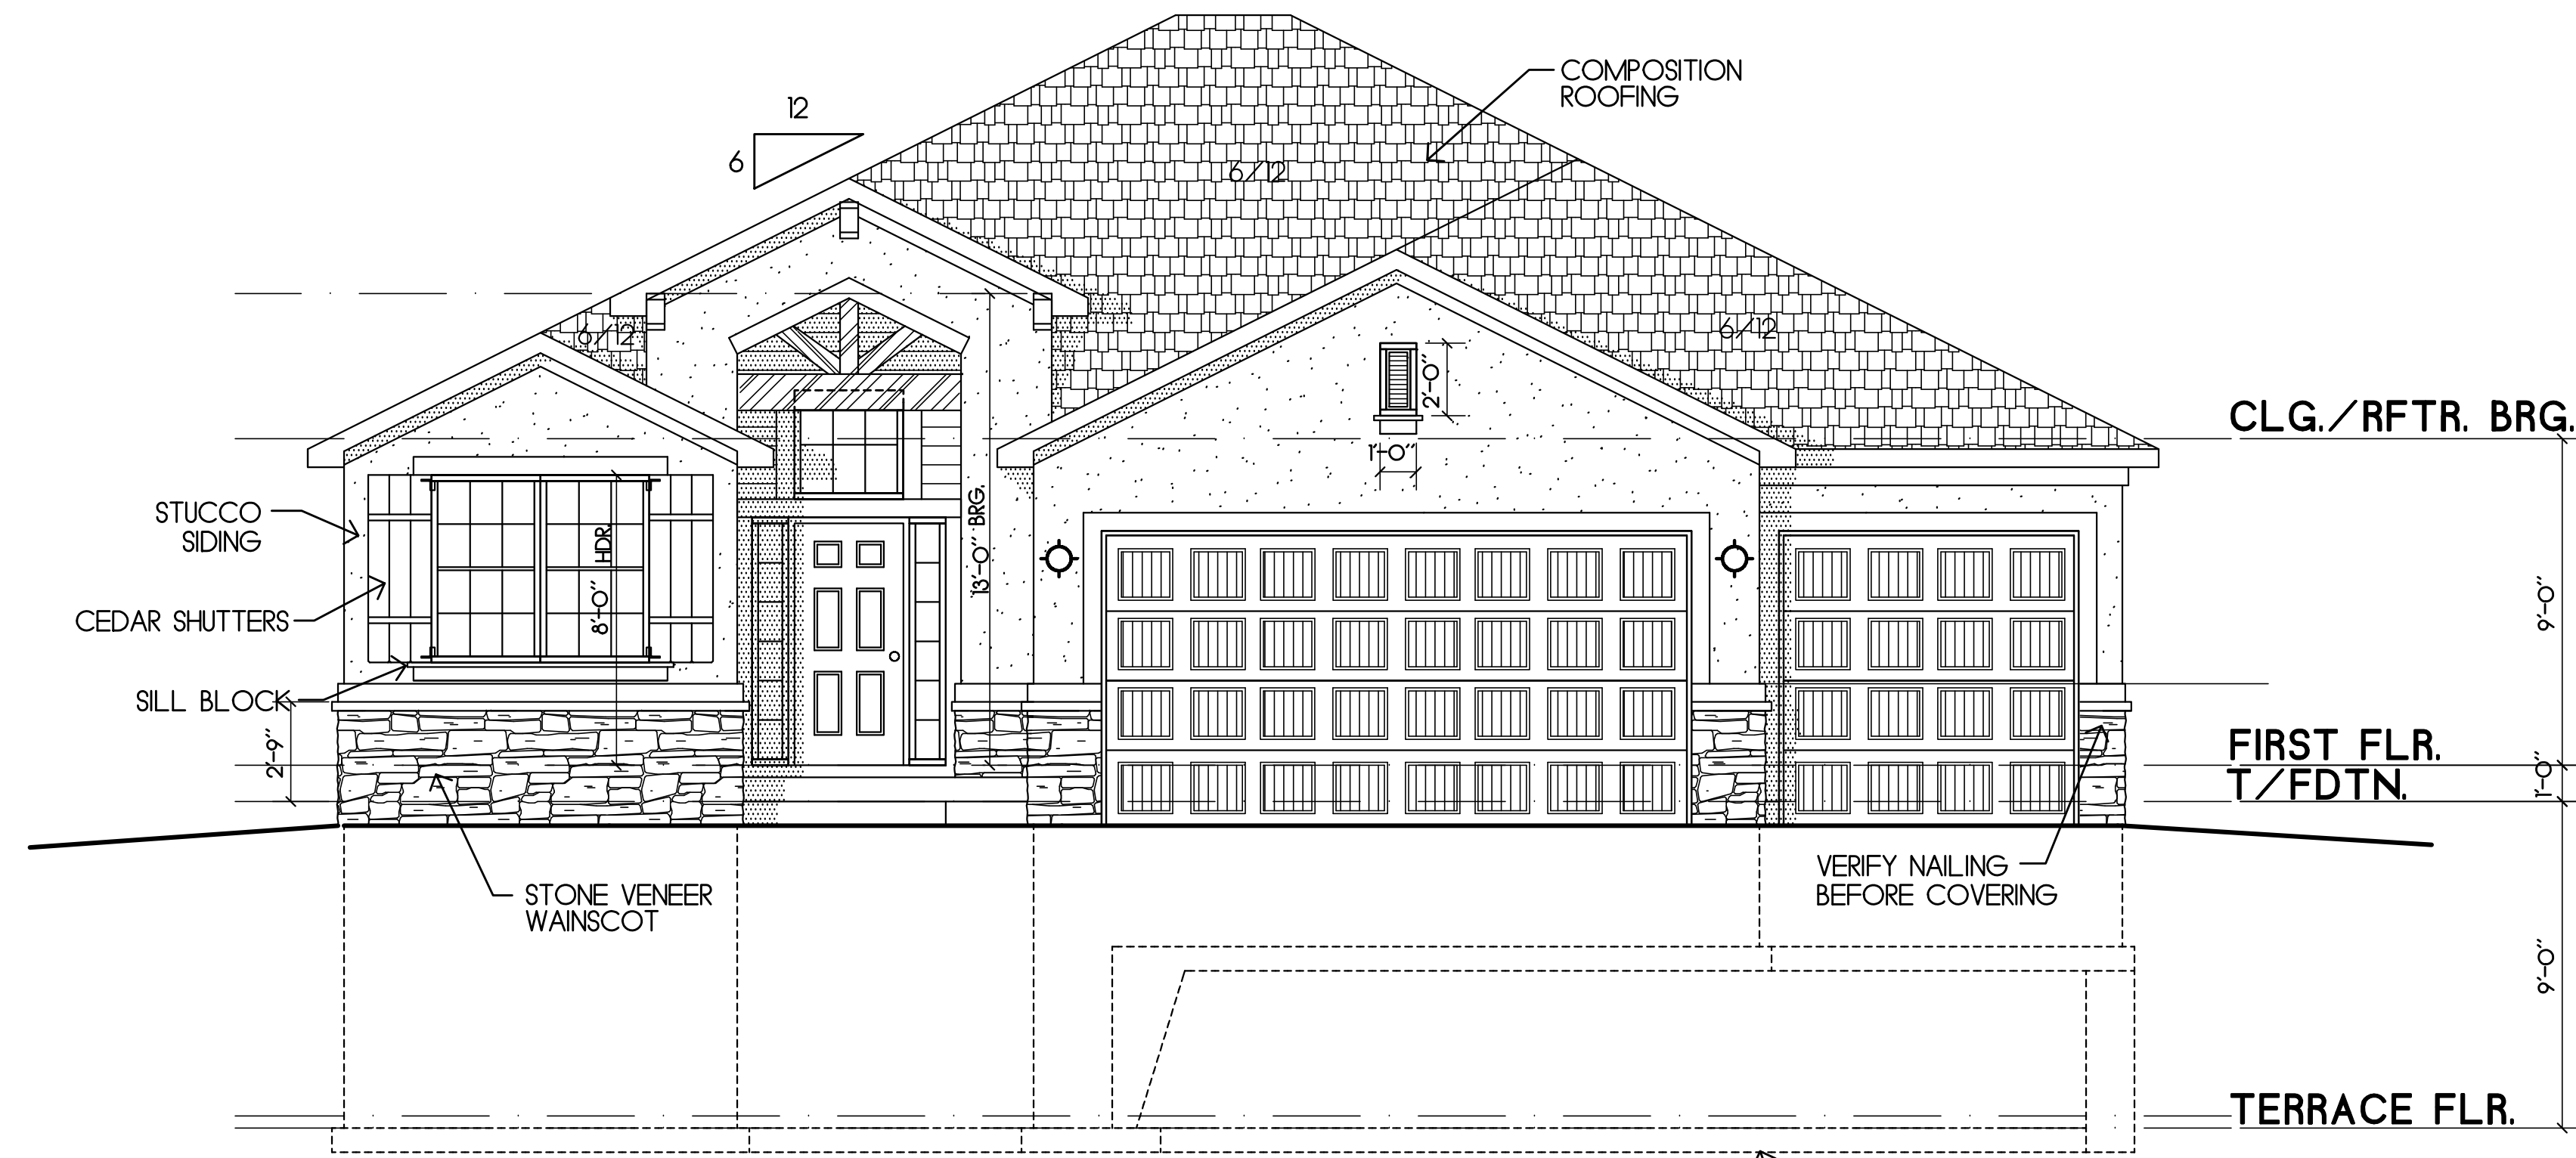 COMPOSITION
ROOFING
12
6
6/12
6/12
6/12
2'-0"
1'-0"
CLG./RFTR. BRG.
STUCCO
SIDING
CEDAR SHUTTERS
SILL BLOCK
8'-0" HDR.
13'-0" BRG.
9'-0"
2'-9"
FIRST FLR.
T/FDTN.
1'-0"
STONE VENEER
WAINSCOT
VERIFY NAILING
BEFORE COVERING
9'-0"
TERRACE FLR.